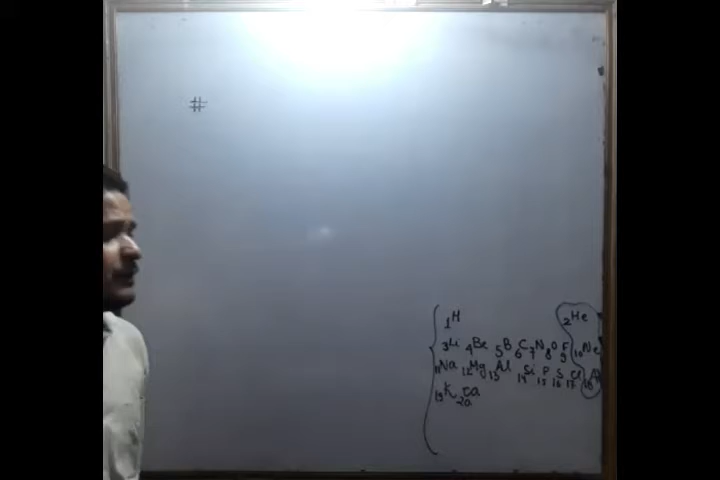 #
1H 2He
3Li 4Be 5B 6C 7N 8O 9F 10Ne
11Na 12Mg 13Al 14Si 15P 16S 17Cl 18A
19K 20Ca